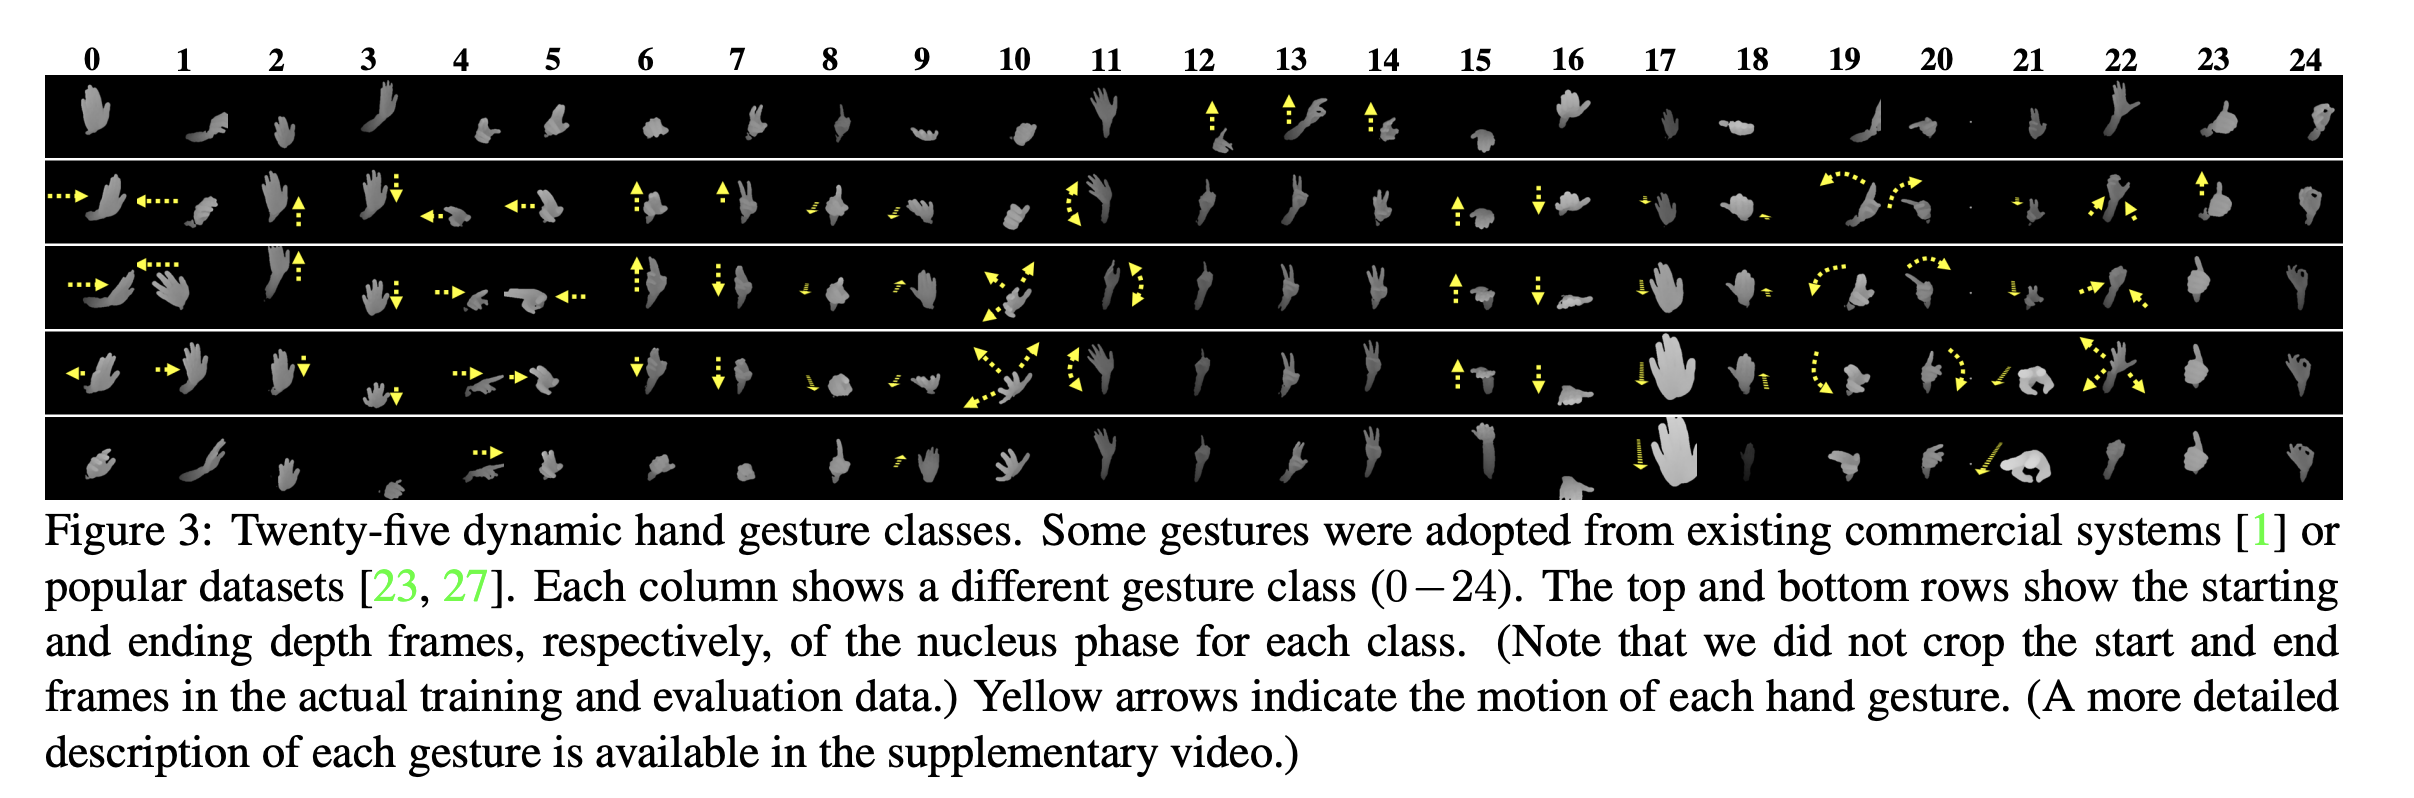 0 1 2 3 4 5 6 7 8 9 10 11 12 13 14 15 16 17 18 19 20 21 22 23 24
Figure 3: Twenty-five dynamic hand gesture classes. Some gestures were adopted from existing commercial systems [1] or
popular datasets [23, 27]. Each column shows a different gesture class (0−24). The top and bottom rows show the starting
and ending depth frames, respectively, of the nucleus phase for each class. (Note that we did not crop the start and end
frames in the actual training and evaluation data.) Yellow arrows indicate the motion of each hand gesture. (A more detailed
description of each gesture is available in the supplementary video.)